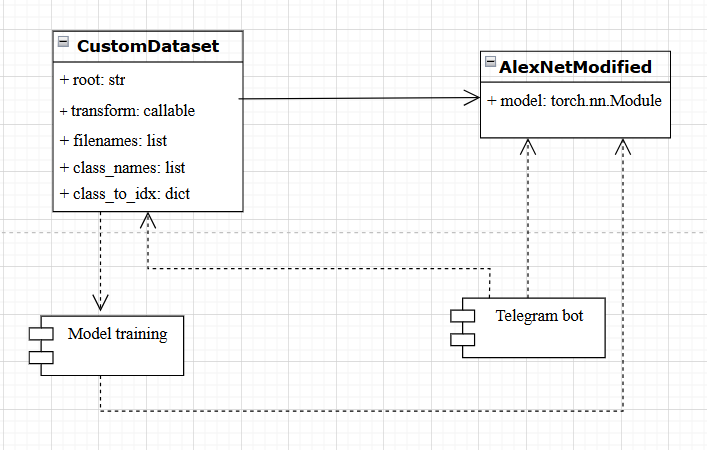 CustomDataset
+ root: str
+ transform: callable
+ filenames: list
+ class_names: list
+ class_to_idx: dict
AlexNetModified
+ model: torch.nn.Module
Model training
Telegram bot